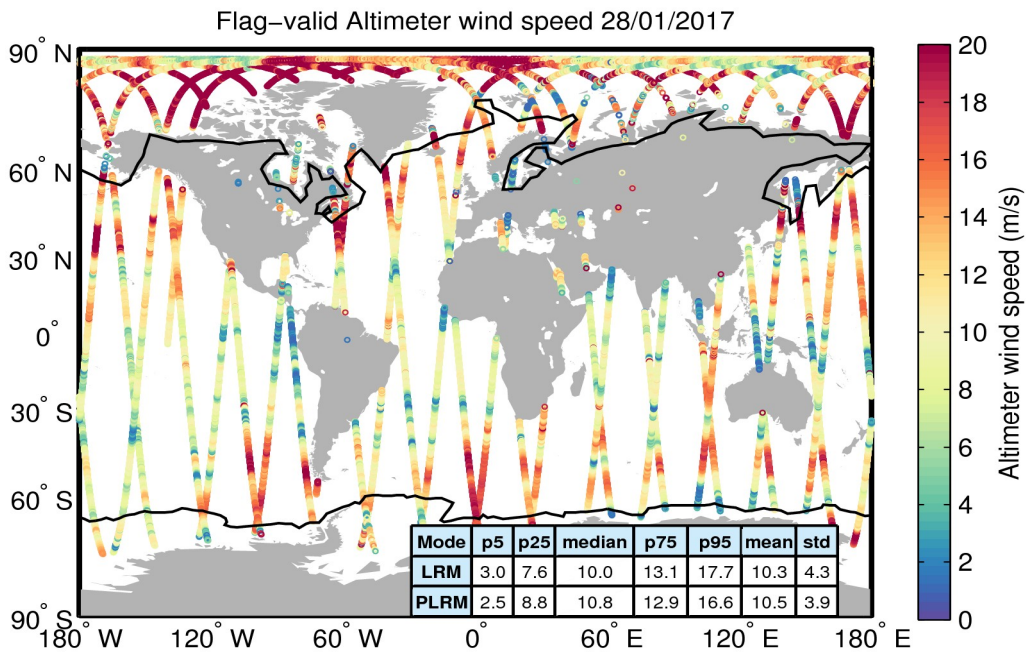 Flag−valid Altimeter wind speed 28/01/2017
90° N
60° N
30° N
0°
30° S
60° S
90° S
180° W
120° W
60° W
0°
60° E
120° E
180° E
Mode p5 p25 median p75 p95 mean std
LRM 3.0 7.6 10.0 13.1 17.7 10.3 4.3
PLRM 2.5 8.8 10.8 12.9 16.6 10.5 3.9
20
18
16
14
12
10
8
6
4
2
0
Altimeter wind speed (m/s)